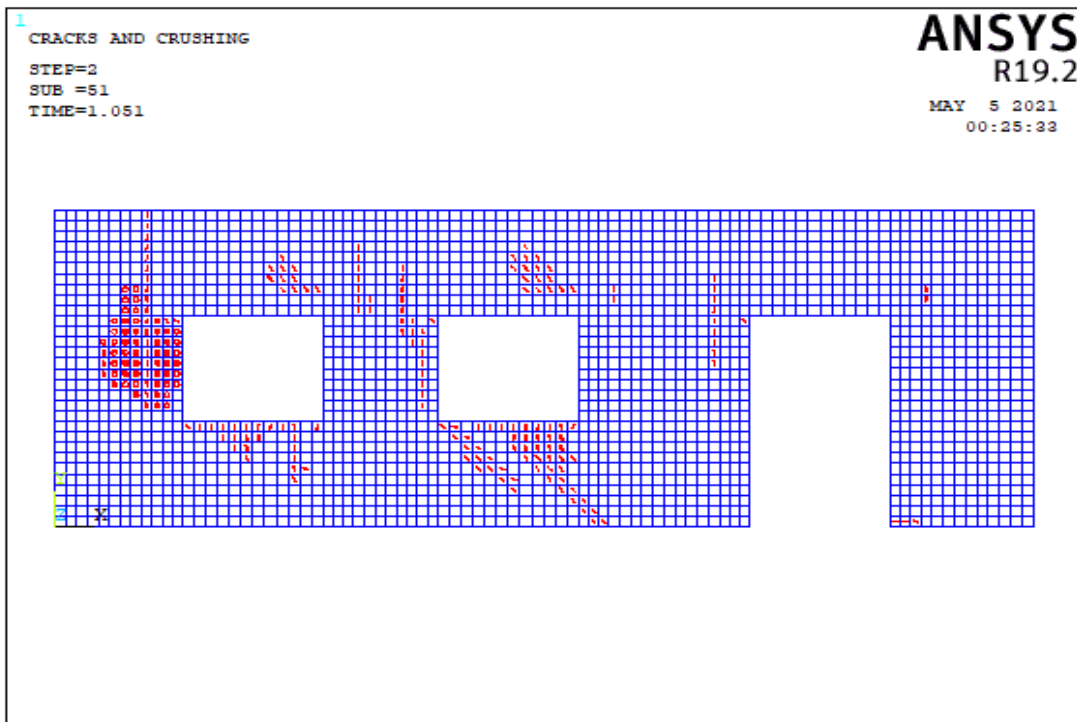 1
CRACKS AND CRUSHING
STEP=2
SUB =51
TIME=1.051
ANSYS
R19.2
MAY 5 2021
00:25:33
Y
Z X